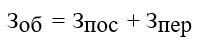 Зоб = Зпос + Зпер